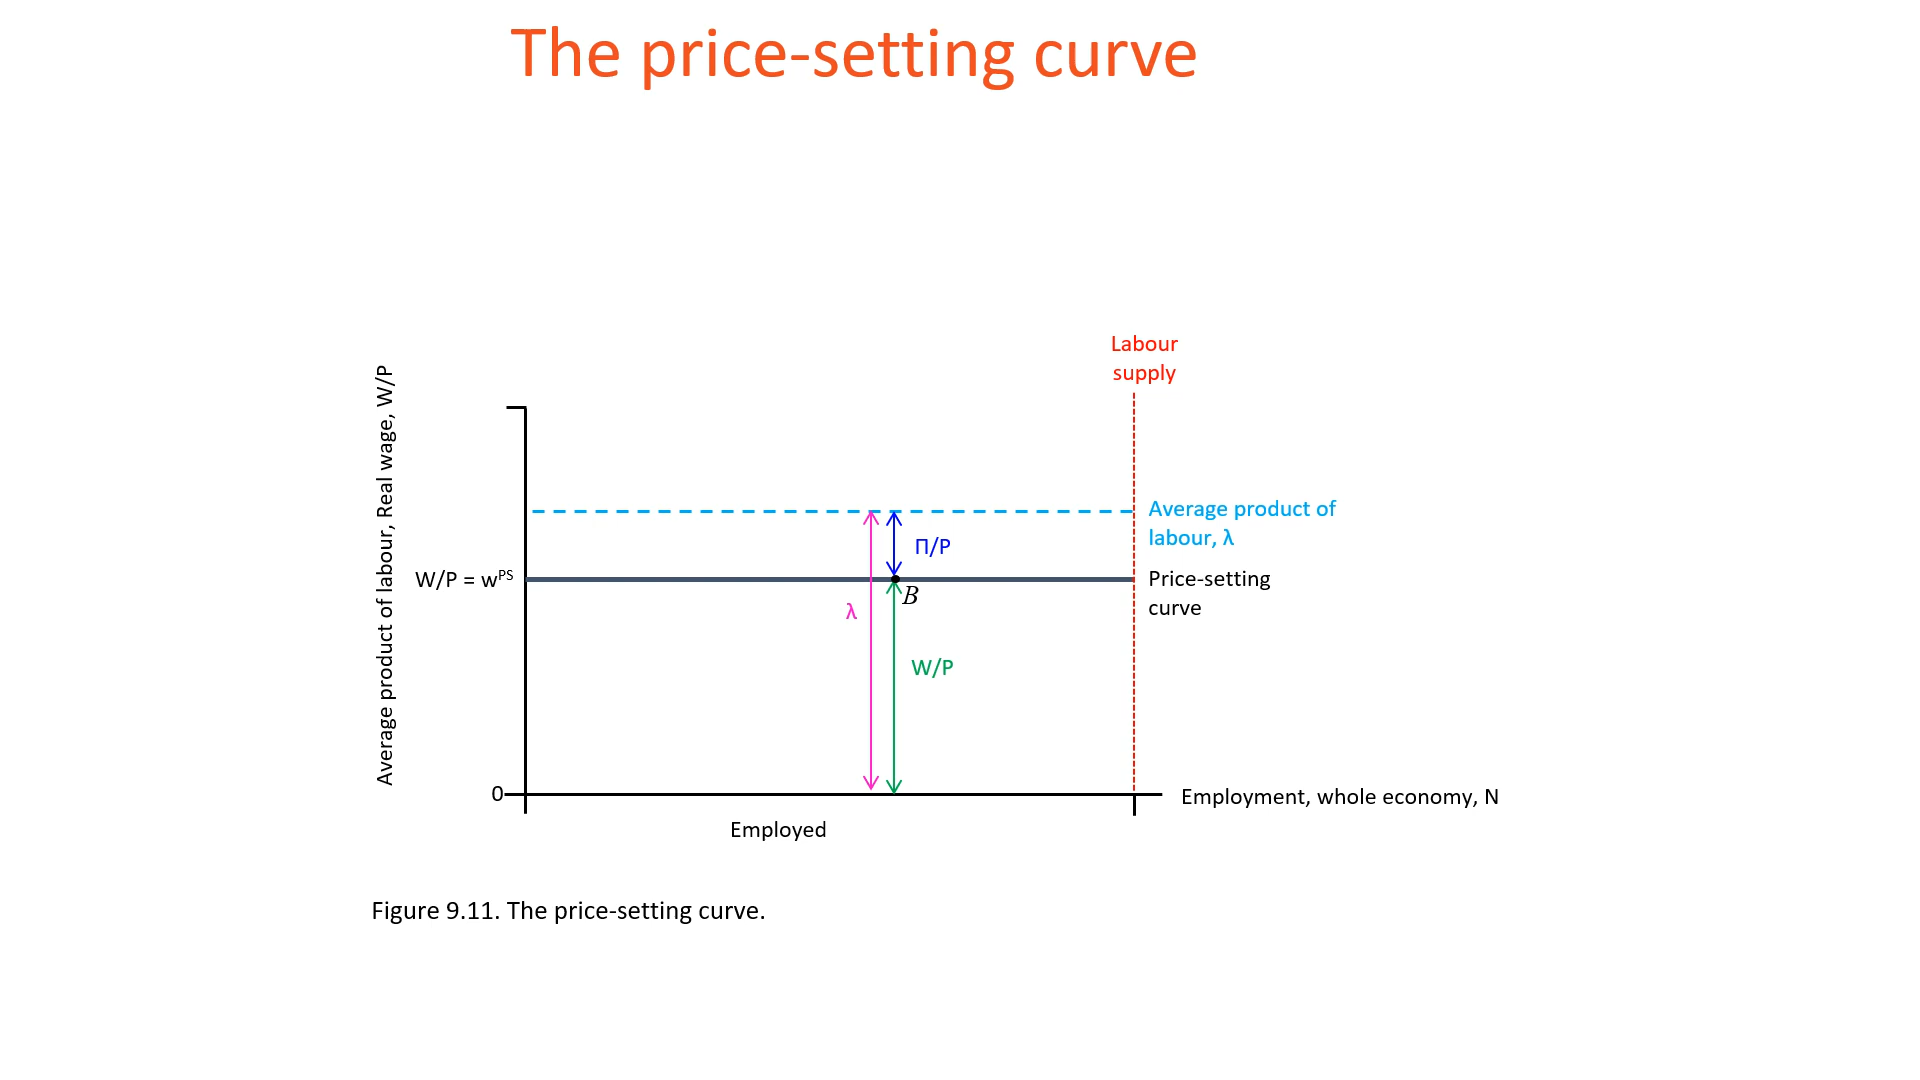 The price-setting curve
Labour
supply
Average product of labour, Real wage, W/P
Average product of
labour, λ
Π/P
W/P = wᴾˢ
Price-setting
curve
B
λ
W/P
0
Employment, whole economy, N
Employed
Figure 9.11. The price-setting curve.